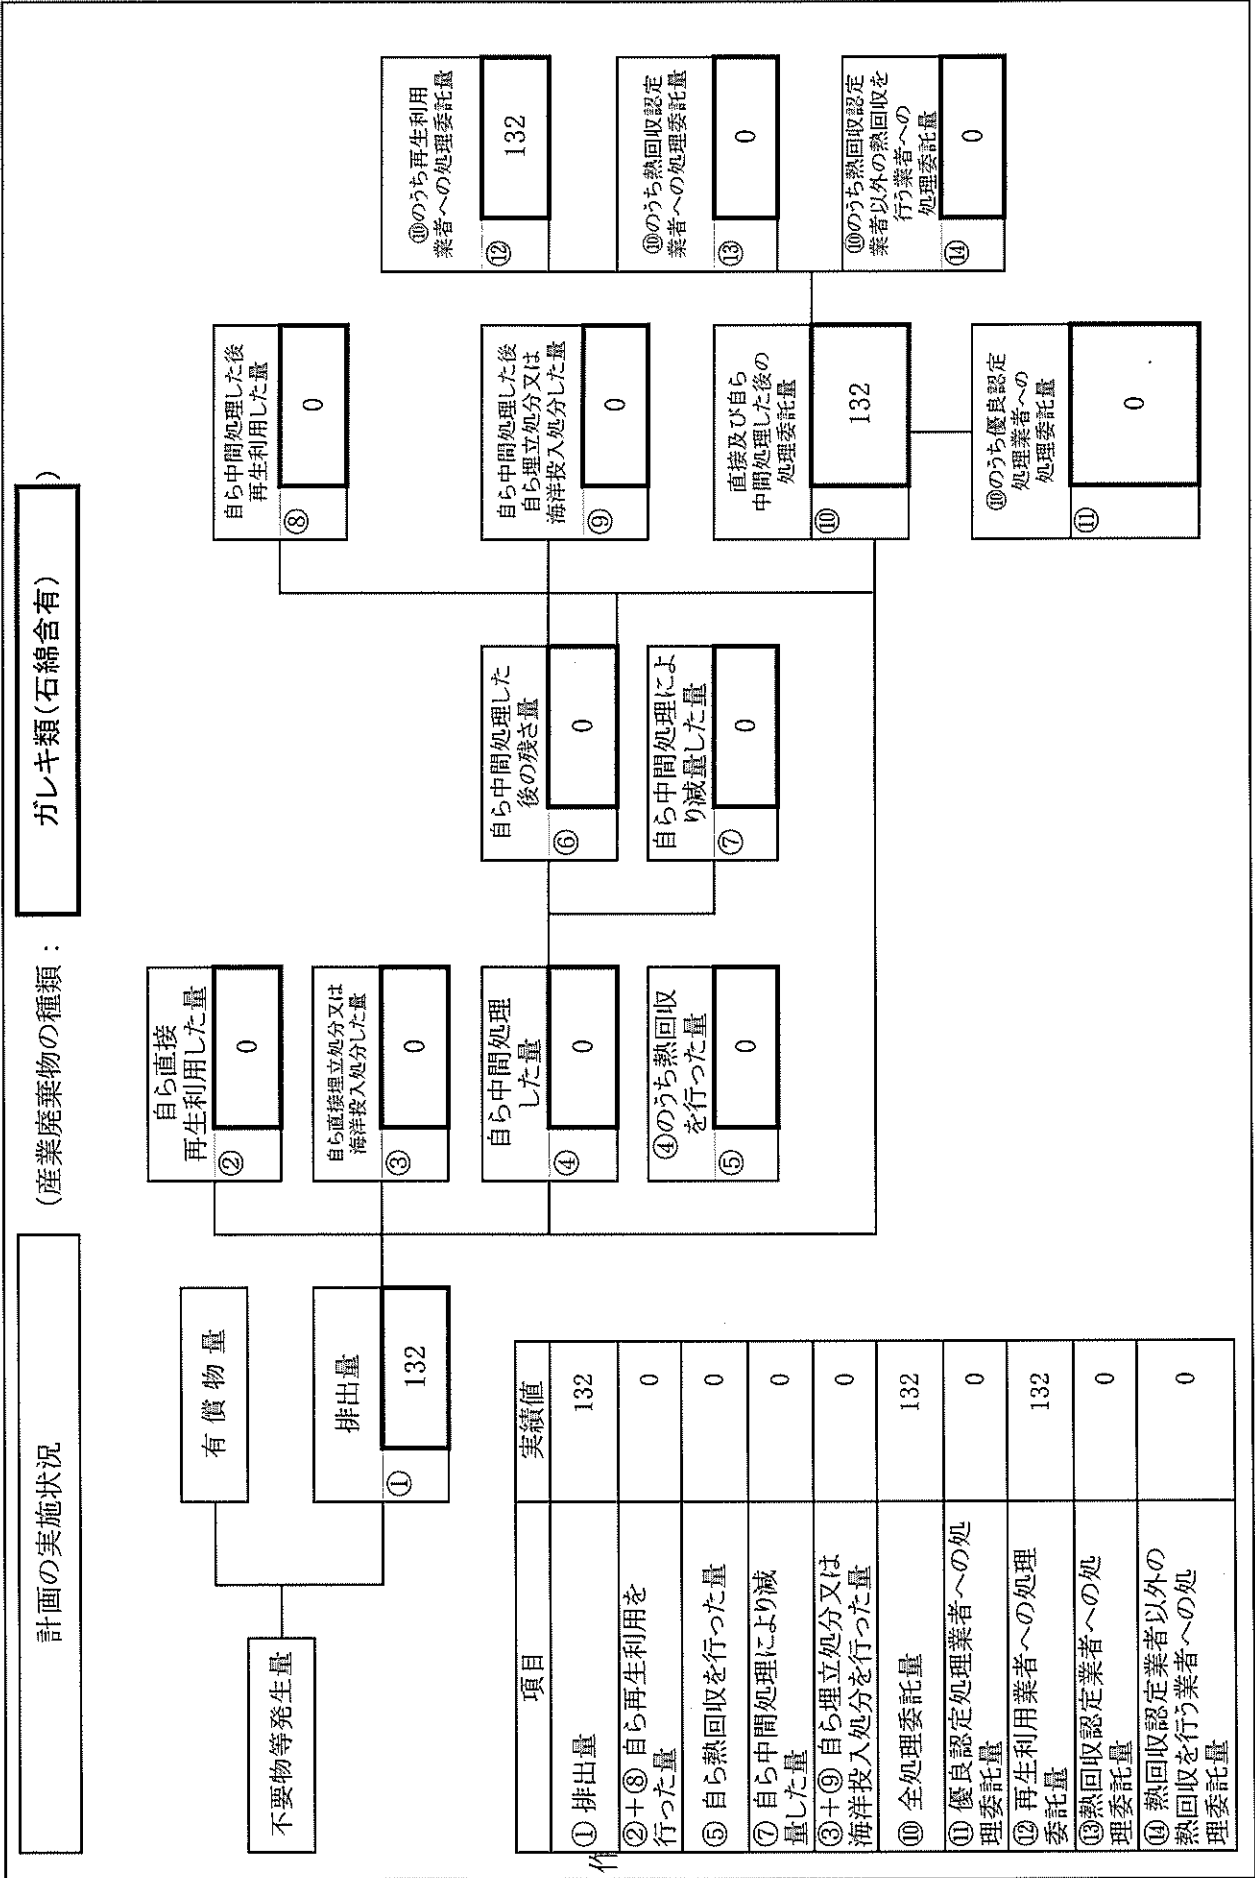 計画の実施状況
(産業廃棄物の種類：
ガレキ類(石綿含有)
)
不要物等発生量
有 償 物 量
排出量
①
132
自ら直接
再生利用した量
②
0
自ら直接埋立処分又は
海洋投入処分した量
③
0
自ら中間処理
した量
④
0
④のうち熱回収
を行った量
⑤
0
自ら中間処理した
後の残さ量
⑥
0
自ら中間処理によ
り減量した量
⑦
0
自ら中間処理した後
再生利用した量
⑧
0
自ら中間処理した後
自ら埋立処分又は
海洋投入処分した量
⑨
0
直接及び自ら
中間処理した後の
処理委託量
⑩
132
⑩のうち優良認定
処理業者への
処理委託量
⑪
0
⑩のうち再生利用
業者への処理委託量
⑫
132
⑩のうち熱回収認定
業者への処理委託量
⑬
0
⑩のうち熱回収認定
業者以外の熱回収を
行う業者への
処理委託量
⑭
0
項目 実績値
① 排出量 132
②+⑧ 自ら再生利用を
行った量 0
⑤ 自ら熱回収を行った量 0
⑦ 自ら中間処理により減
量した量 0
③+⑨ 自ら埋立処分又は
海洋投入処分を行った量 0
⑩ 全処理委託量 132
⑪ 優良認定処理業者への処
理委託量 0
⑫ 再生利用業者への処理
委託量 132
⑬熱回収認定業者への処
理委託量 0
⑭ 熱回収認定業者以外の
熱回収を行う業者への処
理委託量 0
作